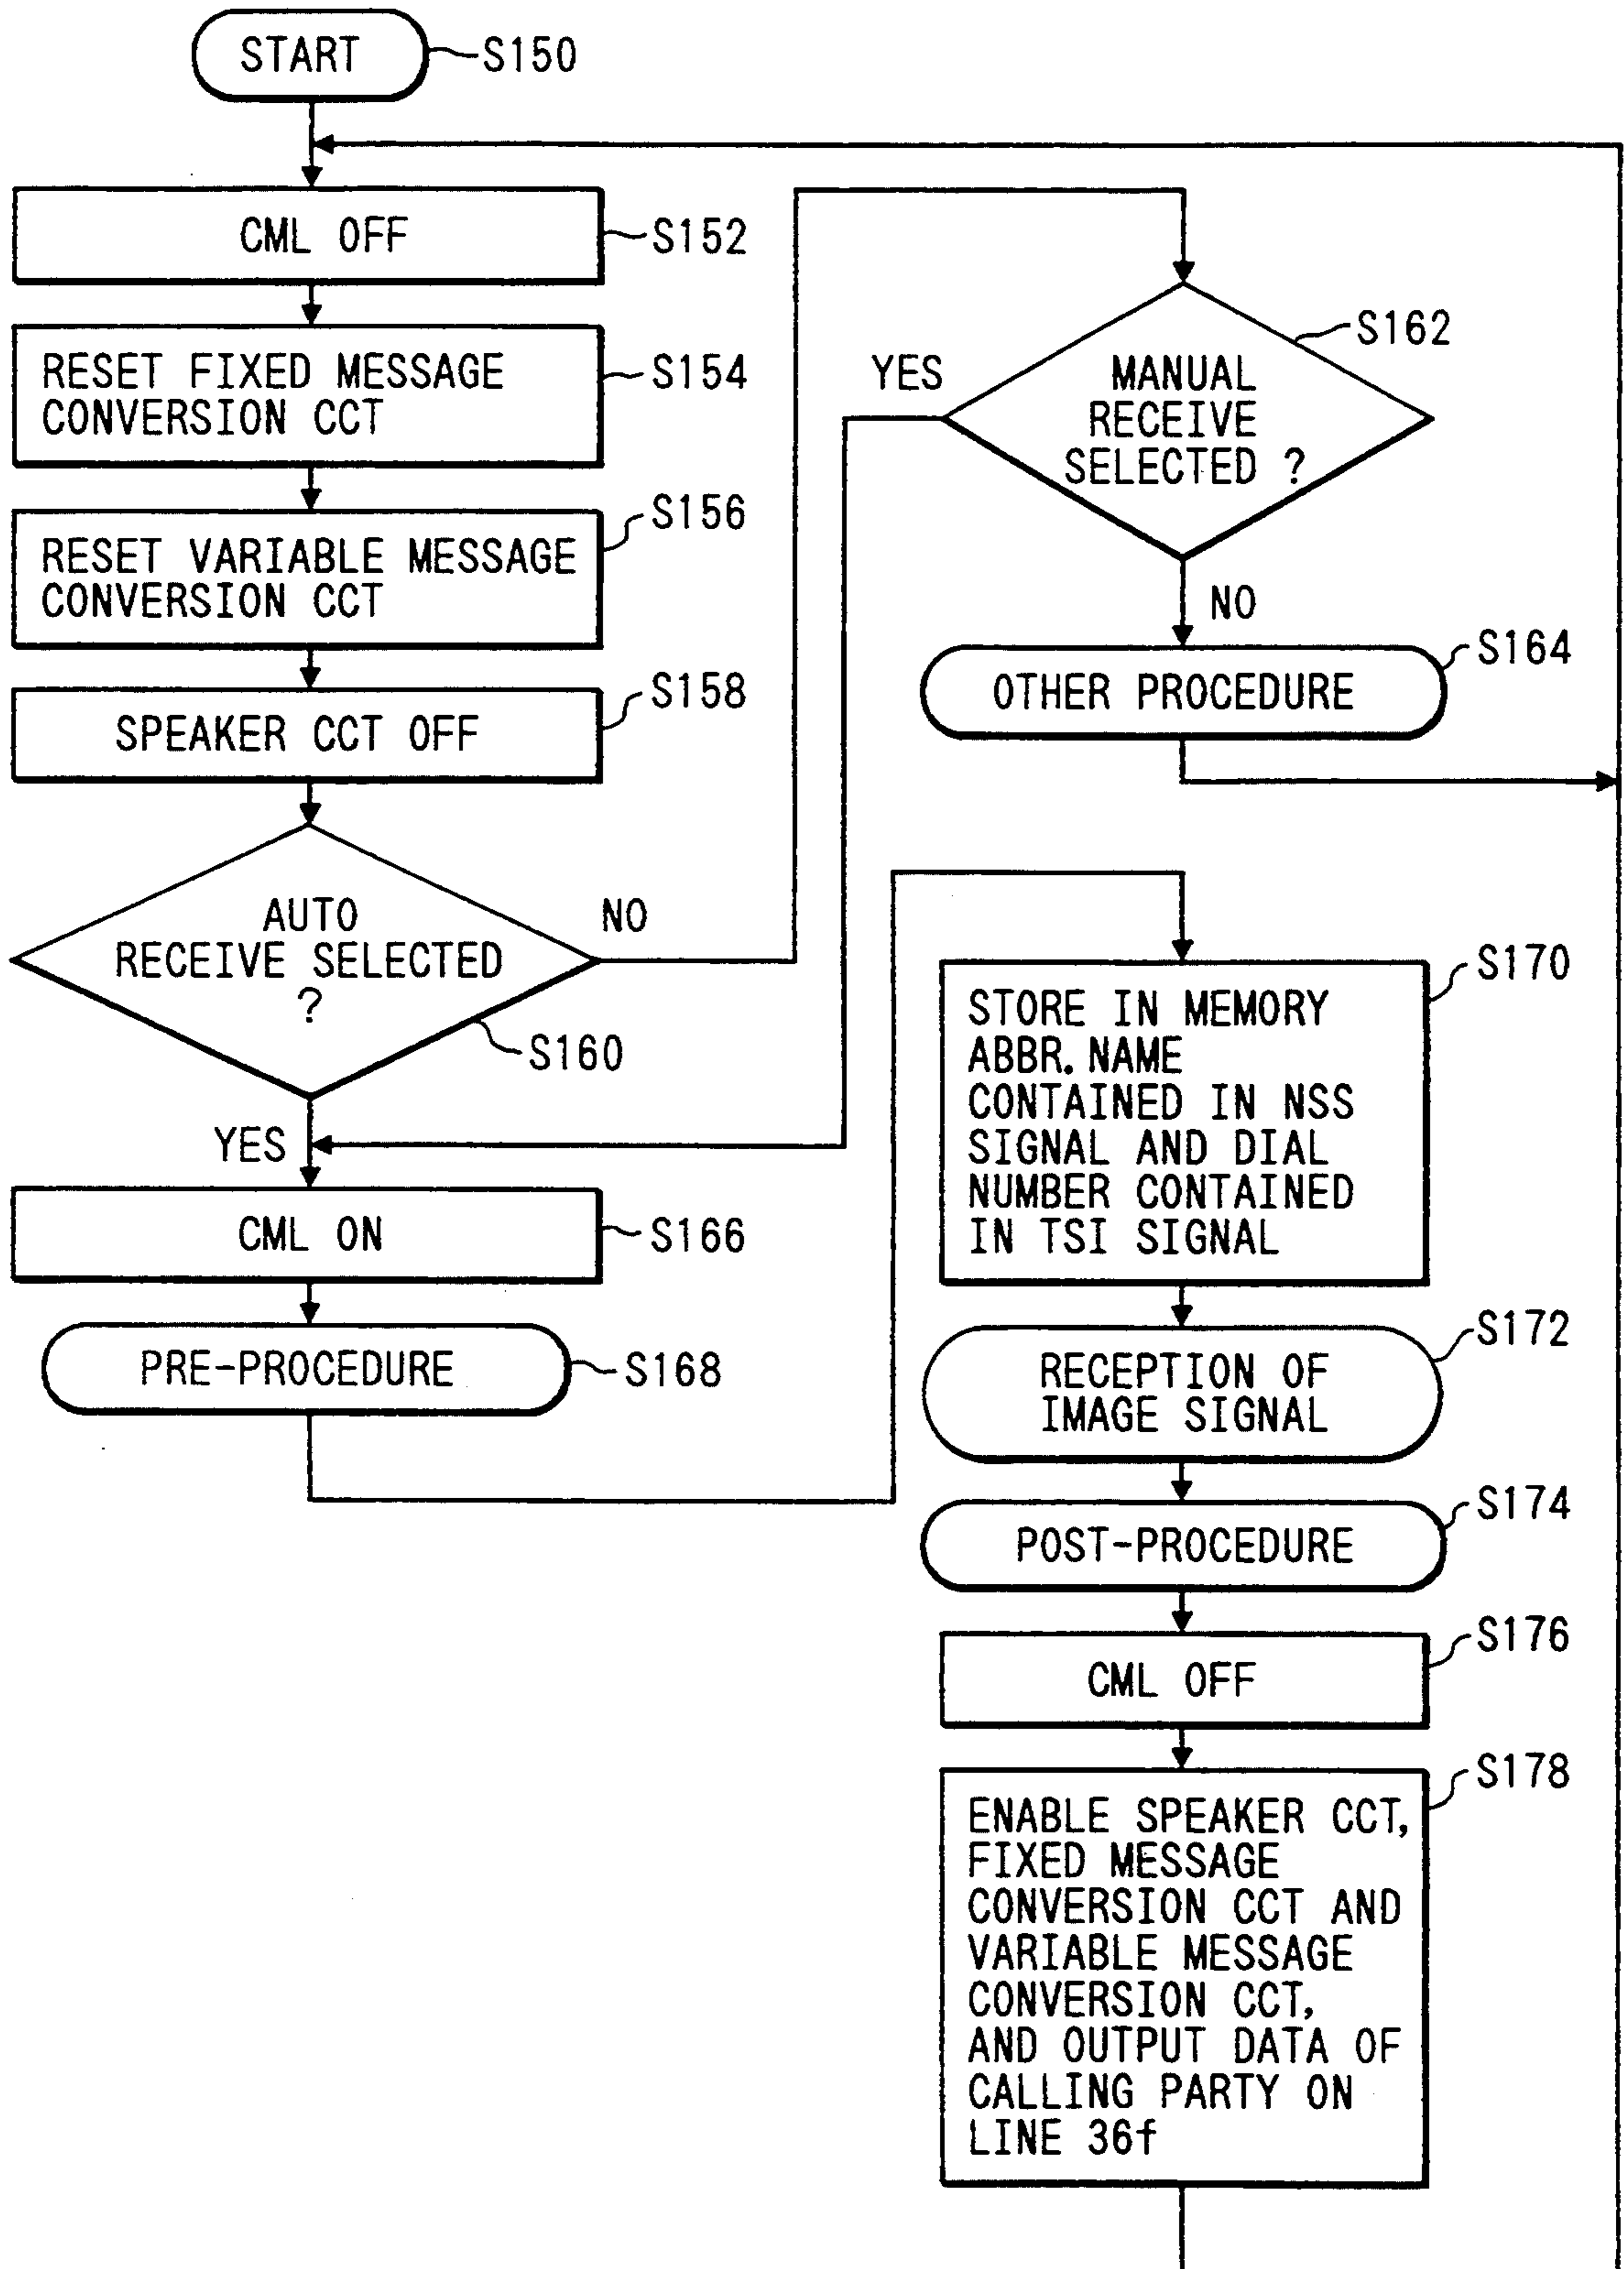 START
S150
CML OFF
S152
RESET FIXED MESSAGE
CONVERSION CCT
S154
RESET VARIABLE MESSAGE
CONVERSION CCT
S156
SPEAKER CCT OFF
S158
AUTO
RECEIVE SELECTED
?
S160
NO
YES
MANUAL
RECEIVE
SELECTED ?
S162
YES
NO
OTHER PROCEDURE
S164
CML ON
S166
PRE-PROCEDURE
S168
STORE IN MEMORY
ABBR. NAME
CONTAINED IN NSS
SIGNAL AND DIAL
NUMBER CONTAINED
IN TSI SIGNAL
S170
RECEPTION OF
IMAGE SIGNAL
S172
POST-PROCEDURE
S174
CML OFF
S176
ENABLE SPEAKER CCT,
FIXED MESSAGE
CONVERSION CCT AND
VARIABLE MESSAGE
CONVERSION CCT,
AND OUTPUT DATA OF
CALLING PARTY ON
LINE 36f
S178